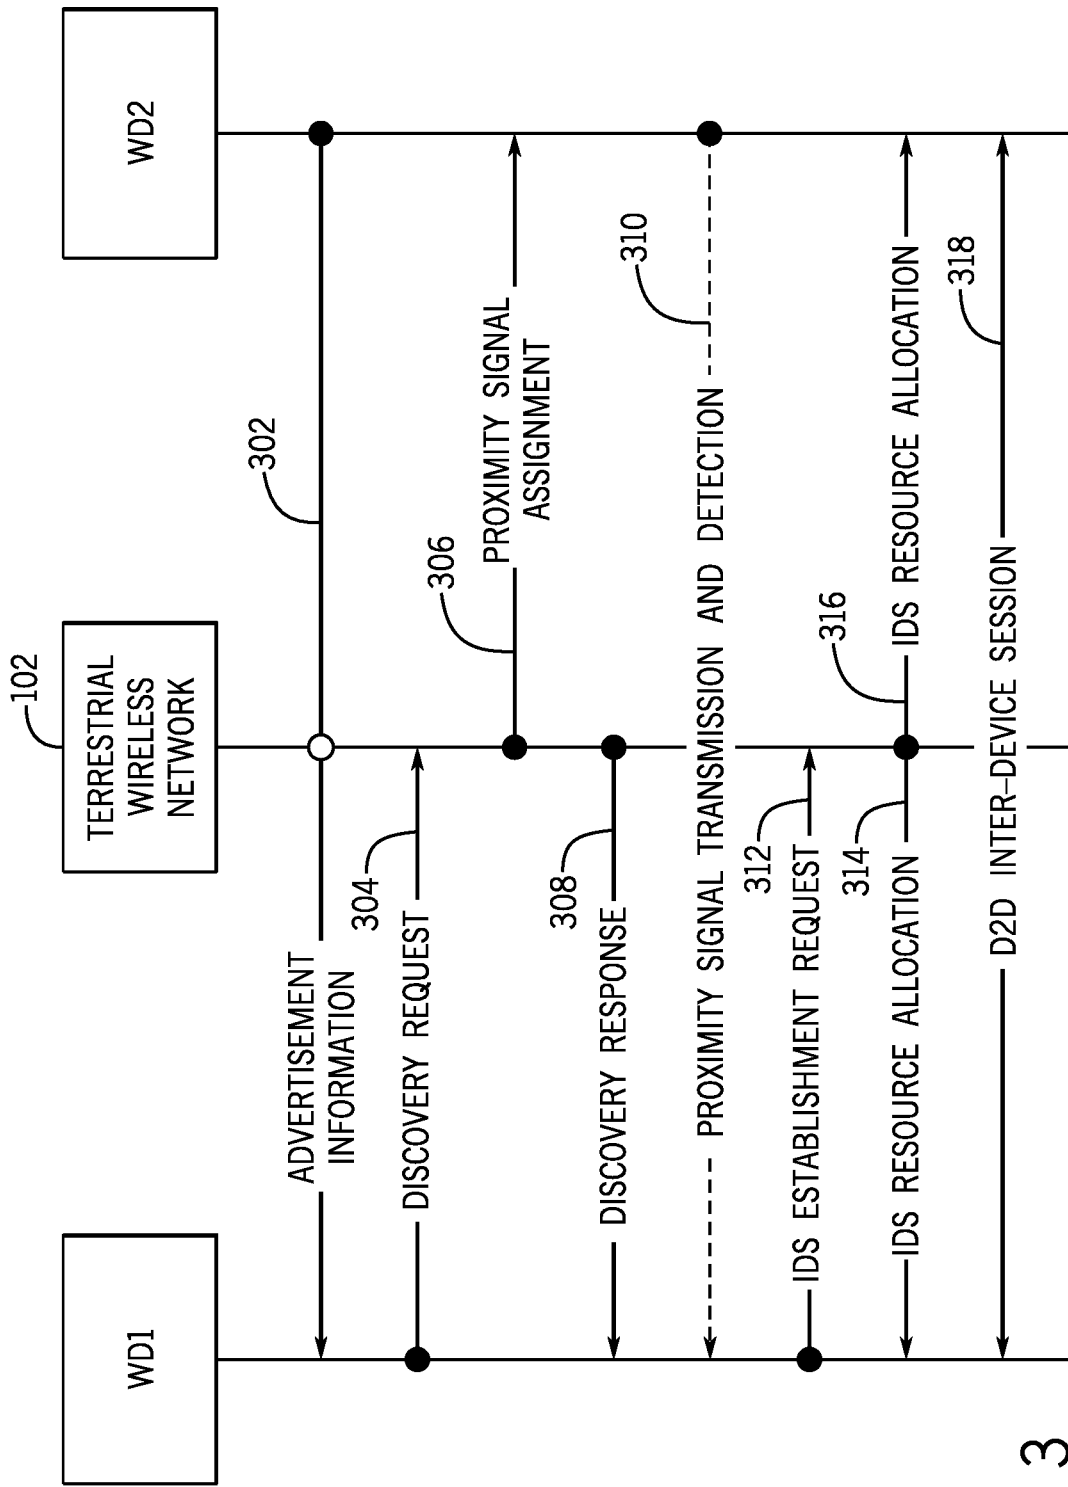 WD1
TERRESTRIAL
WIRELESS
NETWORK
102
WD2
ADVERTISEMENT
INFORMATION
302
DISCOVERY REQUEST
304
306
PROXIMITY SIGNAL
ASSIGNMENT
DISCOVERY RESPONSE
308
PROXIMITY SIGNAL TRANSMISSION AND DETECTION
310
IDS ESTABLISHMENT REQUEST
312
IDS RESOURCE ALLOCATION
314
316
IDS RESOURCE ALLOCATION
D2D INTER-DEVICE SESSION
318
3